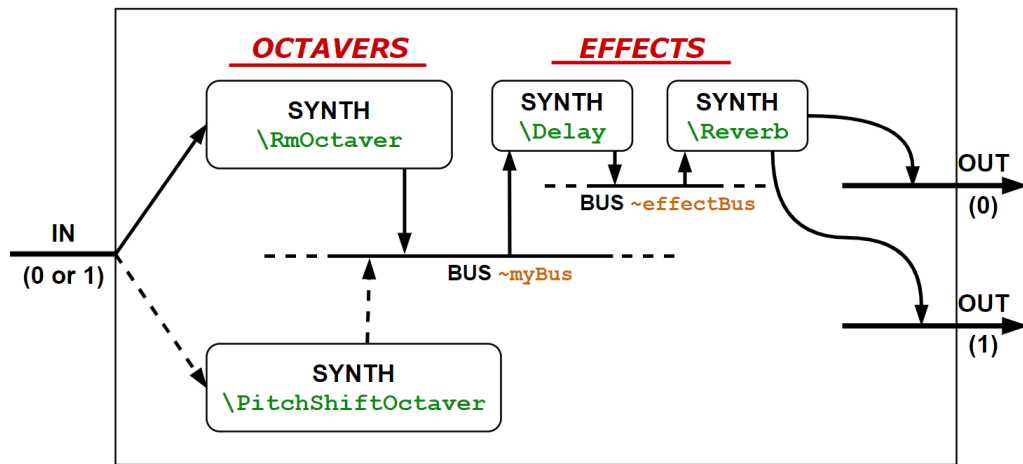 OCTAVERS
EFFECTS
SYNTH
\RmOctaver
SYNTH
\Delay
SYNTH
\Reverb
OUT
(0)
BUS ~effectBus
IN
(0 or 1)
BUS ~myBus
OUT
(1)
SYNTH
\PitchShiftOctaver